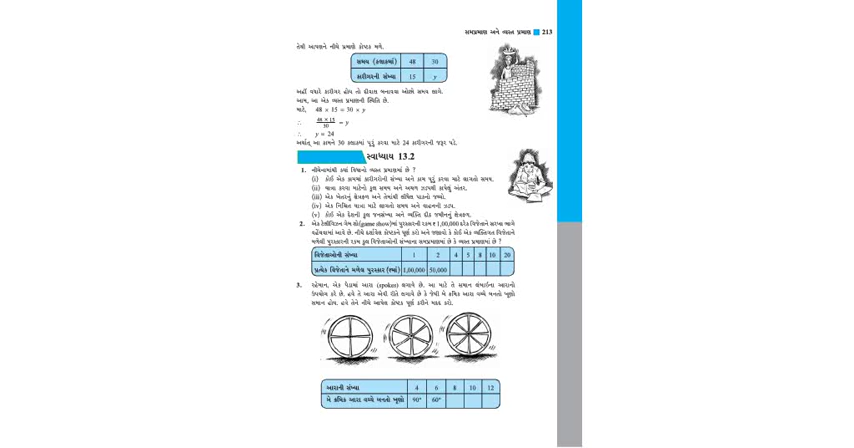 સમપ્રમાણ અને વ્યસ્ત પ્રમાણ 213
તેથી આપણને નીચે પ્રમાણે કોષ્ટક મળે.
સમય (કલાકમાં) 48 30
કારીગરની સંખ્યા 15 y
અહીં વધારે કારીગર હોય તો દીવાલ બનાવવા ઓછો સમય લાગે.
આમ, આ એક વ્યસ્ત પ્રમાણની સ્થિતિ છે.
માટે, 48 × 15 = 30 × y
∴ 48 × 15 / 30 = y
∴ y = 24
અર્થાત્ આ કામને 30 કલાકમાં પૂરું કરવા માટે 24 કારીગરની જરૂર પડે.
સ્વાધ્યાય 13.2
1. નીચેનામાંથી કયાં વિધાનો વ્યસ્ત પ્રમાણમાં છે ?
(i) કોઈ એક કામમાં કારીગરોની સંખ્યા અને કામ પૂરું કરવા માટે લાગતો સમય.
(ii) યાત્રા કરવા માટેનો કુલ સમય અને અચળ ઝડપથી કાપેલું અંતર.
(iii) એક ખેતરનું ક્ષેત્રફળ અને તેમાંથી લીધેલ પાકનો જથ્થો.
(iv) એક નિશ્ચિત યાત્રા માટે લાગતો સમય અને વાહનની ઝડપ.
(v) કોઈ એક દેશની કુલ જનસંખ્યા અને વ્યક્તિ દીઠ જમીનનું ક્ષેત્રફળ.
2. એક ટેલીવિઝન ગેમ શો(game show)માં પુરસ્કારની રકમ ₹ 1,00,000 દરેક વિજેતાને સરખા ભાગે
વહેંચવામાં આવે છે. નીચે દર્શાવેલ કોષ્ટકને પૂર્ણ કરો અને જણાવો કે કોઈ એક વ્યક્તિગત વિજેતાને
મળેલી પુરસ્કારની રકમ કુલ વિજેતાઓની સંખ્યાના સમપ્રમાણમાં છે કે વ્યસ્ત પ્રમાણમાં છે ?
વિજેતાઓની સંખ્યા 1 2 4 5 8 10 20
પ્રત્યેક વિજેતાને મળેલ પુરસ્કાર (₹માં) 1,00,000 50,000
3. રહેમાન, એક પૈડામાં આરા (spokes) લગાવે છે. આ માટે તે સમાન લંબાઈના આરાનો
ઉપયોગ કરે છે. હવે તે આરા એવી રીતે લગાવે છે કે જેથી બે ક્રમિક આરા વચ્ચે બનતો ખૂણો
સમાન હોય. હવે તેને નીચે આપેલ કોષ્ટક પૂર્ણ કરીને મદદ કરો.
આરાની સંખ્યા 4 6 8 10 12
બે ક્રમિક આરા વચ્ચે બનતો ખૂણો 90° 60°